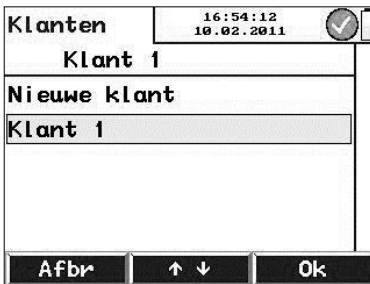 Klanten
16:54:12
10.02.2011
Klant 1
Nieuwe klant
Klant 1
Afbr ↑ ↓ Ok